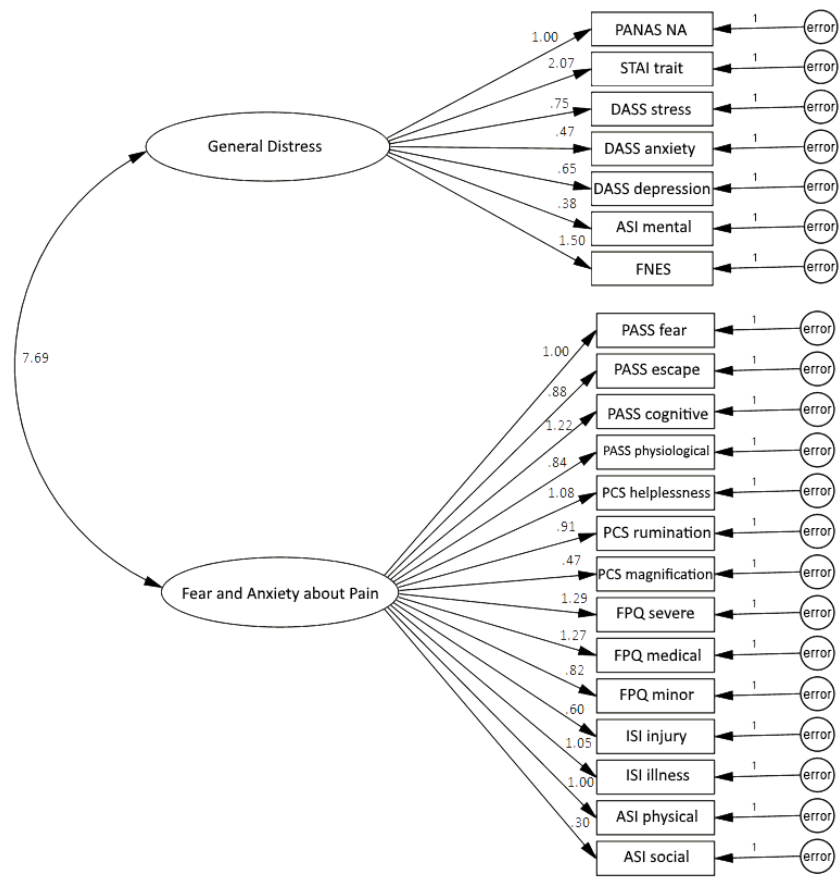 1.00
PANAS NA
1
error
2.07
STAI trait
1
error
.75
DASS stress
1
error
General Distress
.47
DASS anxiety
1
error
.65
DASS depression
1
error
.38
ASI mental
1
error
1.50
FNES
1
error
7.69
1.00
PASS fear
1
error
.88
PASS escape
1
error
1.22
PASS cognitive
1
error
.84
PASS physiological
1
error
1.08
PCS helplessness
1
error
.91
PCS rumination
1
error
Fear and Anxiety about Pain
.47
PCS magnification
1
error
1.29
FPQ severe
1
error
1.27
FPQ medical
1
error
.82
FPQ minor
1
error
.60
ISI injury
1
error
1.05
ISI illness
1
error
1.00
ASI physical
1
error
.30
ASI social
1
error